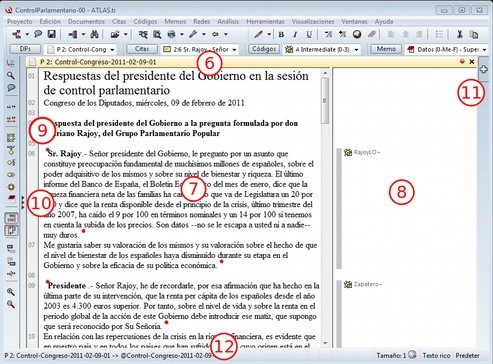 ControlParlamentario-00 - ATLAS.ti
Proyecto Edición Documentos Citas Códigos Memos Redes Análisis Herramientas Visualizaciones Ventanas Ayuda
DPs P 2: Control-Cong Citas 2:6 Sr. Rajoy.- Señor Códigos A Intermediate (0-3) Memo Datos (0-Me-F) - Super
6
P 2: Control-Congreso-2011-02-09-01
11
01 Respuestas del presidente del Gobierno en la sesión
de control parlamentario
02 Congreso de los Diputados, miércoles, 09 de febrero de 2011
9
puesta del presidente del Gobierno a la pregunta formulada por don
riano Rajoy, del Grupo Parlamentario Popular
06 Sr. Rajoy.- Señor presidente del Gobierno, le pregunto por un asunto que RajoyLO~
constituye preocupación fundamental de muchísimos millones de españoles, sobre el
poder adquisitivo de los mismos y sobre su nivel de bienestar y riqueza. El último
informe del Banco de España, el Boletín Ec co del mes de enero, dice que la
7
8
10
queza financiera neta de las familias ha ca que va de Legislatura un 20 por
y dice que la renta disponible desde el principio de la crisis, último trimestre del
año 2007, ha caído el 9 por 100 en términos nominales y un 14 por 100 si tenemos
en cuenta la subida de los precios. Son datos --no se le escapa a usted ni a nadie--
muy duros.
07 Me gustaría saber su valoración de los mismos y su valoración sobre el hecho de que
el nivel de bienestar de los españoles haya disminuido durante su etapa en el
Gobierno y sobre la eficacia de su política económica.
09 Presidente .- Señor Rajoy, he de recordarle, por esa afirmación que ha hecho en la Zapatero~
última parte de su intervención, que la renta per cápita de los españoles desde el año
2003 es 4.300 euros superior. Por tanto, sobre el nivel de vida y sobre la renta en el
periodo global de la acción de este Gobierno debe introducir ese matiz, que supongo
que será reconocido por Su Señoría.
10 En relación con las repercusiones de la crisis en la ri financiera, es evidente que
12
P 2: Control-Congreso-2011-02-09-01 -> @Control-Congreso-2011-02-09- Tamaño: 1 Texto rico Predeter